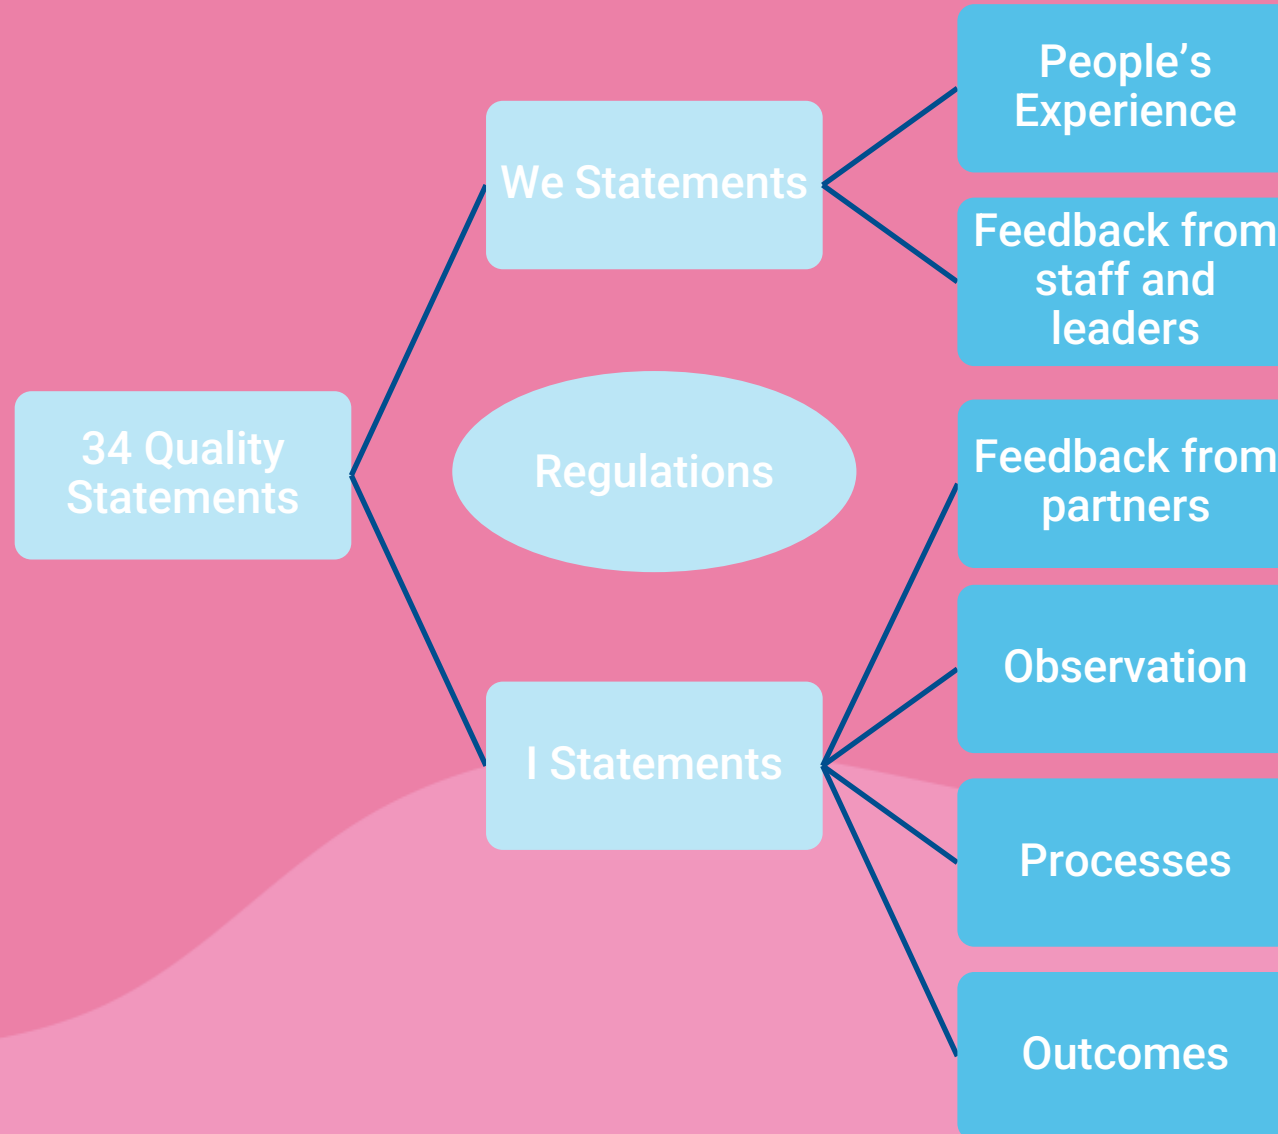 34 Quality
Statements
We Statements
Regulations
I Statements
People’s
Experience
Feedback from
staff and
leaders
Feedback from
partners
Observation
Processes
Outcomes